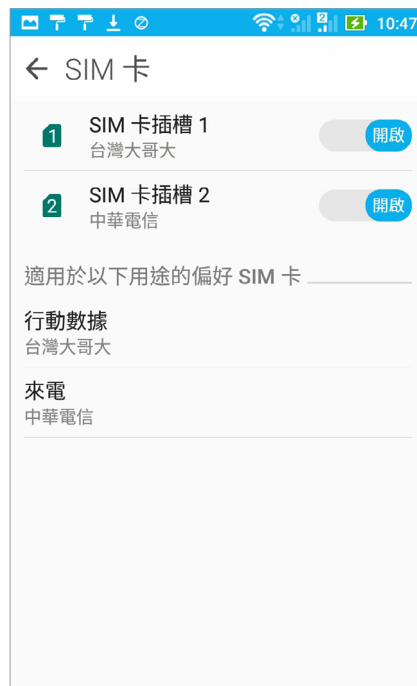 10:47
SIM 卡
1
SIM 卡插槽 1
台灣大哥大
開啟
2
SIM 卡插槽 2
中華電信
開啟
適用於以下用途的偏好 SIM 卡
行動數據
台灣大哥大
來電
中華電信